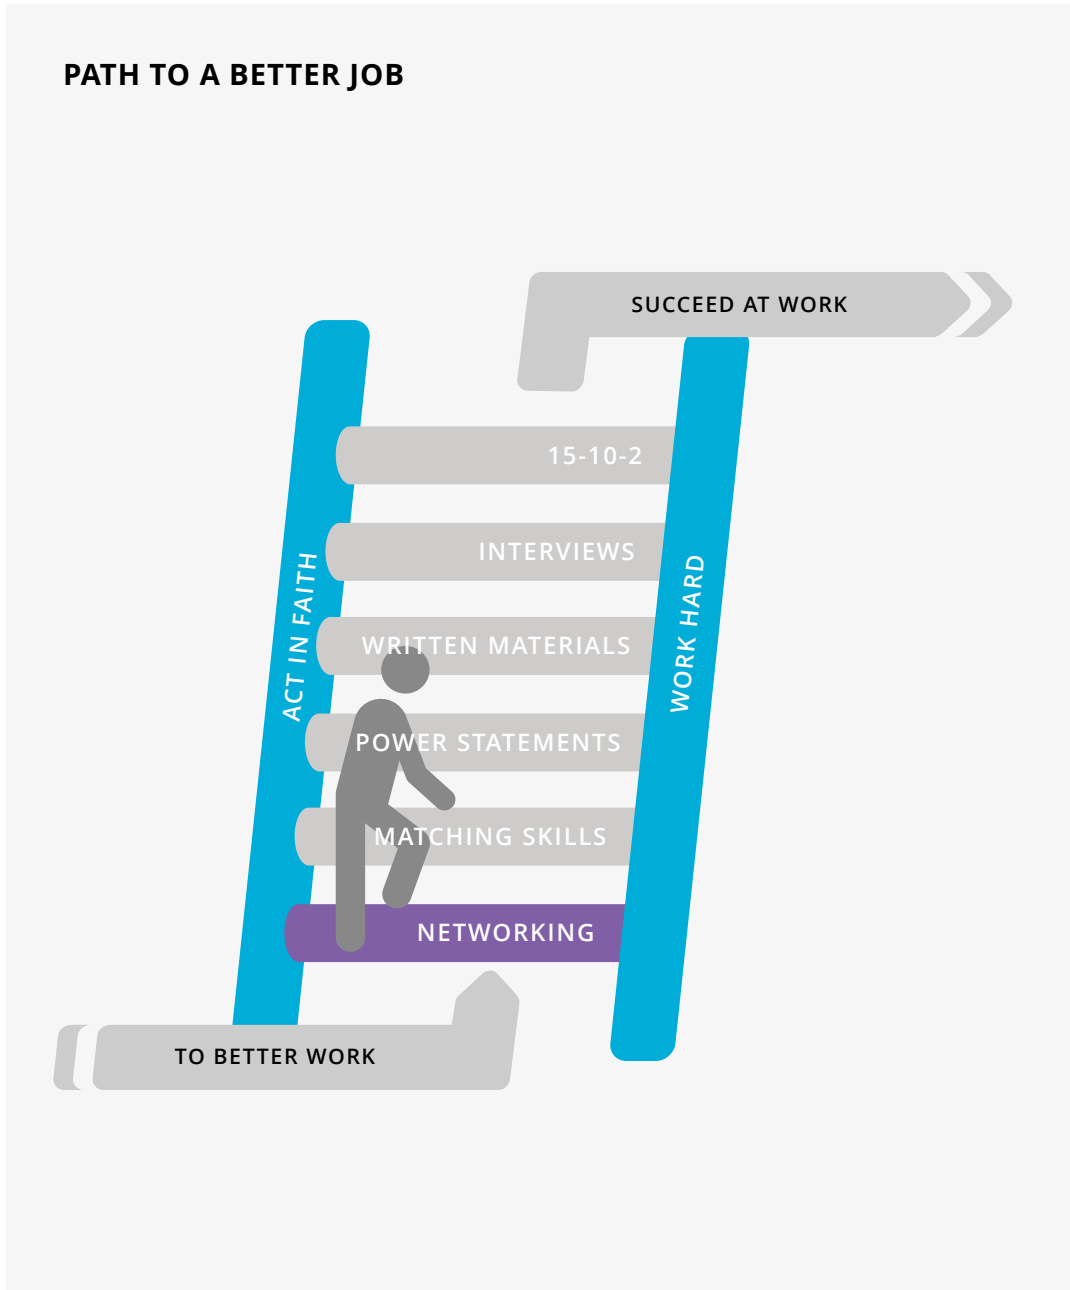 PATH TO A BETTER JOB
SUCCEED AT WORK
15-10-2
INTERVIEWS
ACT IN FAITH
WORK HARD
WRITTEN MATERIALS
POWER STATEMENTS
MATCHING SKILLS
NETWORKING
TO BETTER WORK